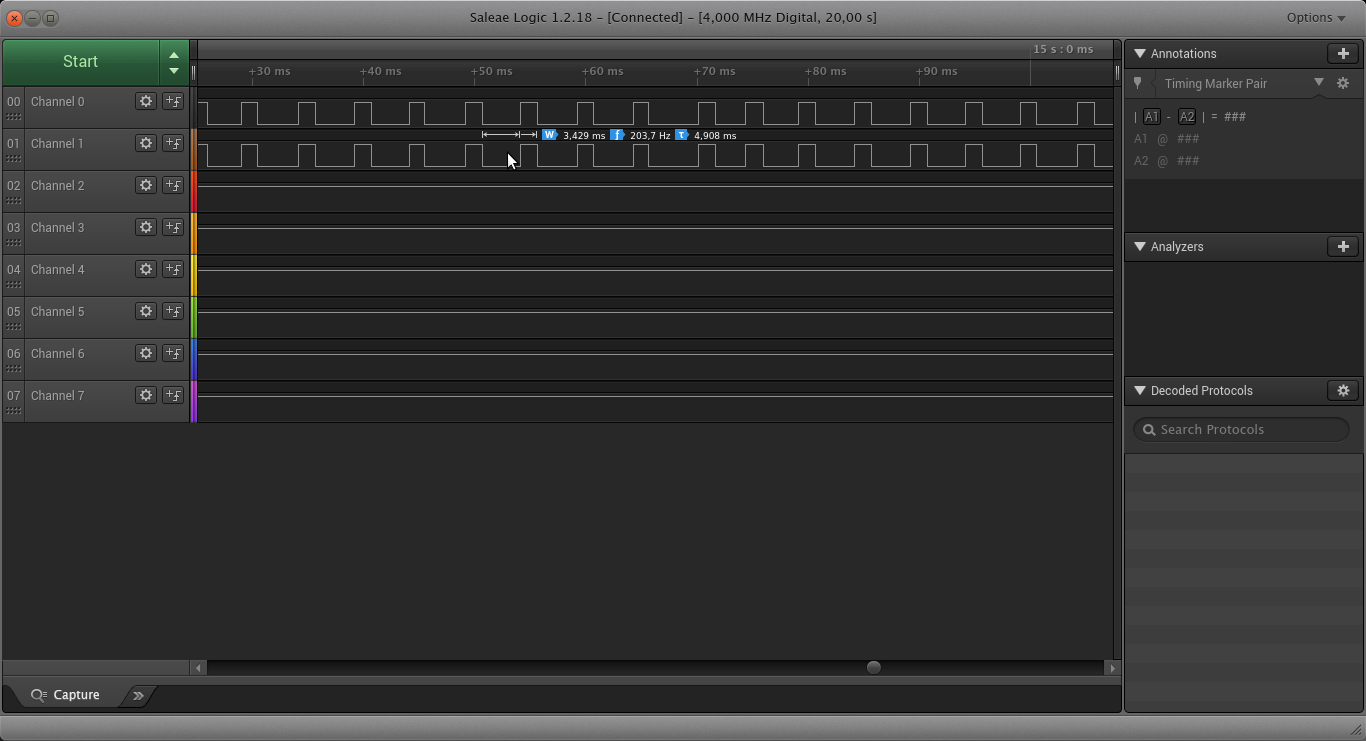 Saleae Logic 1.2.18 – [Connected] – [4,000 MHz Digital, 20,00 s]
Options
Start
15 s : 0 ms
+30 ms +40 ms +50 ms +60 ms +70 ms +80 ms +90 ms
00 Channel 0
01 Channel 1
W 3,429 ms f 203,7 Hz τ 4,908 ms
02 Channel 2
03 Channel 3
04 Channel 4
05 Channel 5
06 Channel 6
07 Channel 7
Capture
Annotations
Timing Marker Pair
| A1 - A2 | = ###
A1 @ ###
A2 @ ###
Analyzers
Decoded Protocols
Search Protocols